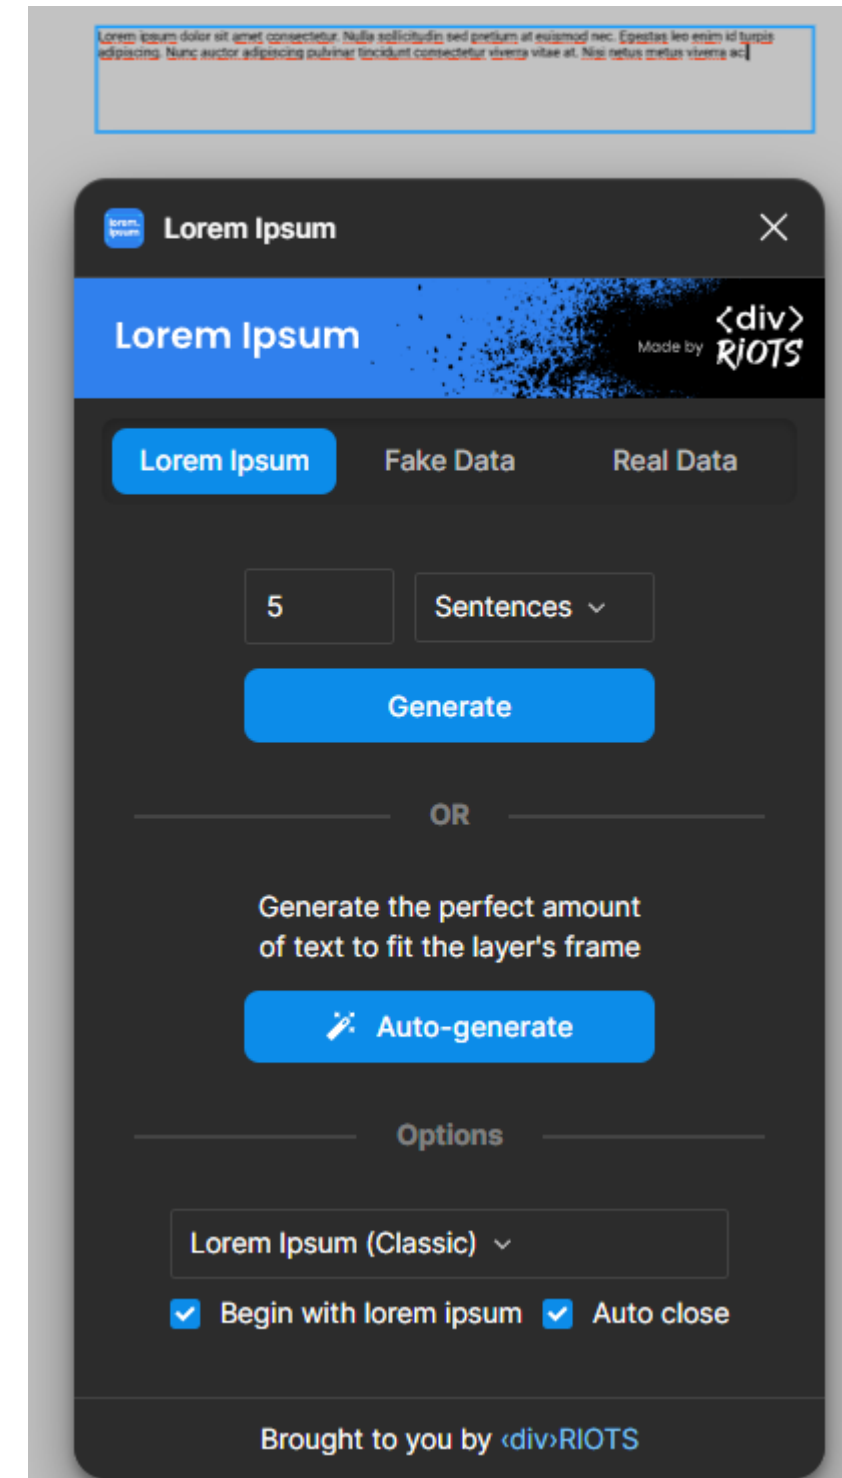 Lorem ipsum dolor sit amet consectetur. Nulla sollicitudin sed pretium at euismod nec. Egestas leo enim id turpis
adipiscing. Nunc auctor adipiscing pulvinar tincidunt consectetur viverra vitae at. Nisi netus metus viverra ac.
lorem.
ipsum
Lorem Ipsum
Lorem Ipsum
Made by
<div>
RiOTS
Lorem Ipsum
Fake Data
Real Data
5
Sentences
Generate
OR
Generate the perfect amount
of text to fit the layer's frame
Auto-generate
Options
Lorem Ipsum (Classic)
Begin with lorem ipsum
Auto close
Brought to you by ‹div›RIOTS